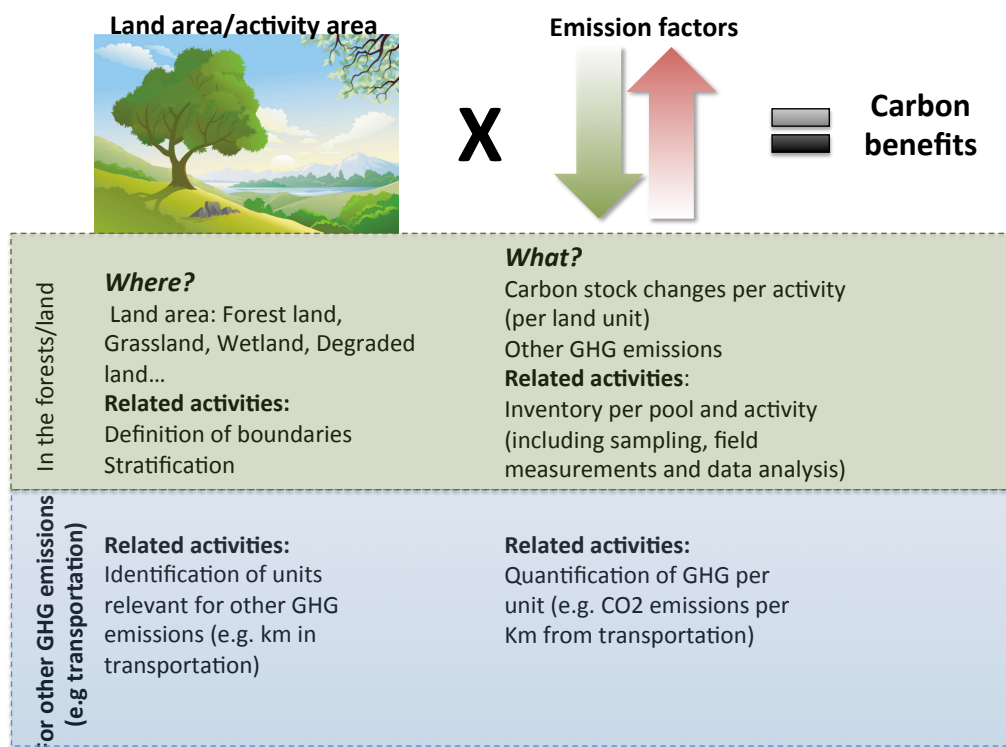 Land area/activity area
Emission factors
X
Carbon
benefits
In the forests/land
Where?
Land area: Forest land,
Grassland, Wetland, Degraded
land…
Related activities:
Definition of boundaries
Stratification
What?
Carbon stock changes per activity
(per land unit)
Other GHG emissions
Related activities:
Inventory per pool and activity
(including sampling, field
measurements and data analysis)
For other GHG emissions
(e.g transportation)
Related activities:
Identification of units
relevant for other GHG
emissions (e.g. km in
transportation)
Related activities:
Quantification of GHG per
unit (e.g. CO2 emissions per
Km from transportation)